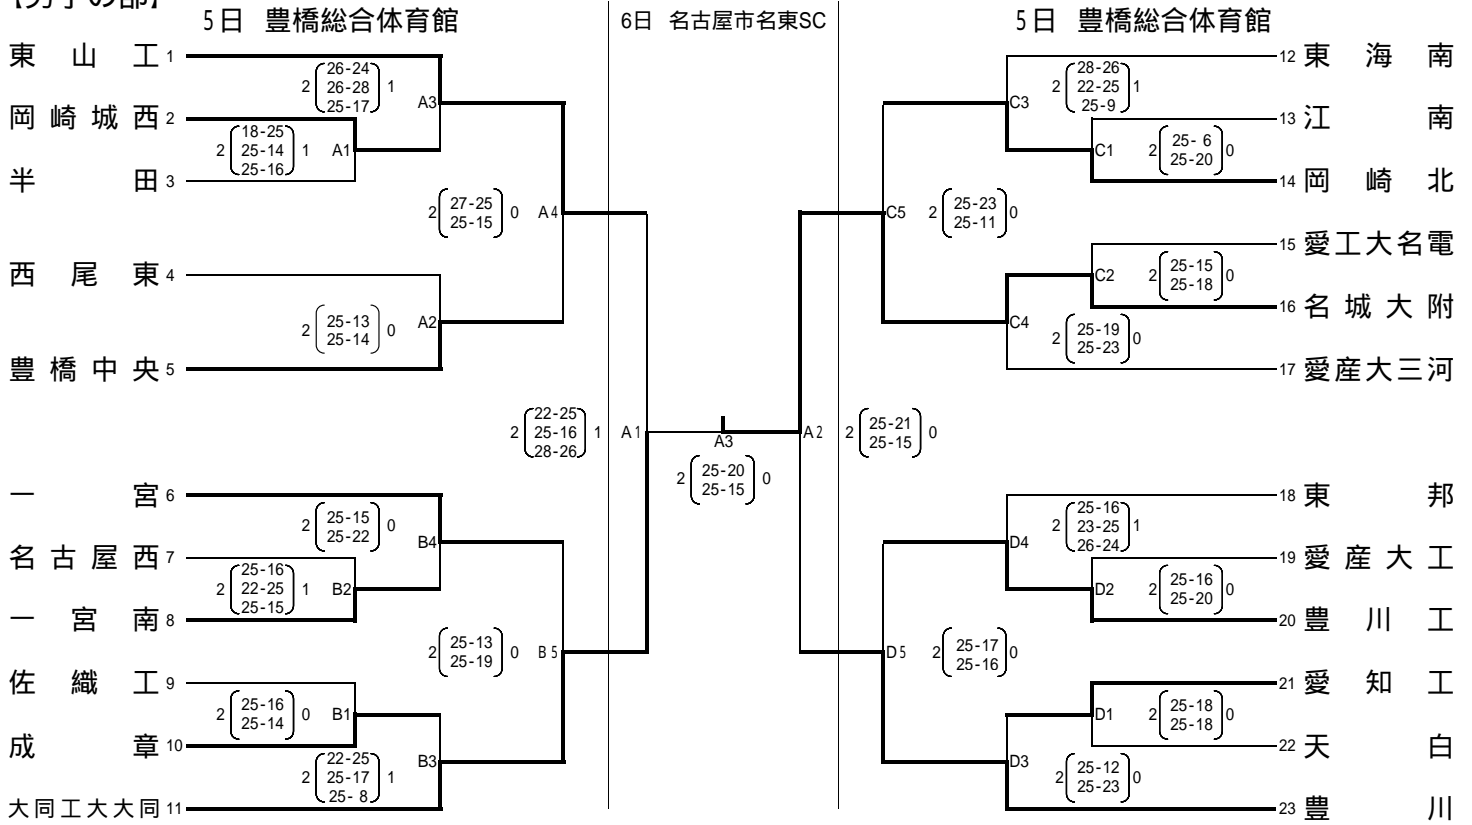 【男子の部】
5日 豊橋総合体育館
6日 名古屋市名東SC
5日 豊橋総合体育館
東山工 1
2 26-24 26-28 25-17 1 A3
岡崎城西 2
2 18-25 25-14 25-16 1 A1
半田 3
2 27-25 25-15 0 A4
西尾東 4
2 25-13 25-14 0 A2
豊橋中央 5
2 22-25 25-16 28-26 1 A1
一宮 6
2 25-15 25-22 0 B4
名古屋西 7
2 25-16 22-25 25-15 1 B2
一宮南 8
2 25-13 25-19 0 B5
佐織工 9
2 25-16 25-14 0 B1
成章 10
2 22-25 25-17 25-8 1 B3
大同工大大同 11
A3
2 25-20 25-15 0
12 東海南
C3 2 28-26 22-25 25-9 1
13 江南
C1 2 25-6 25-20 0
14 岡崎北
C5 2 25-23 25-11 0
15 愛工大名電
C2 2 25-15 25-18 0
16 名城大附
C4 2 25-19 25-23 0
17 愛産大三河
A2 2 25-21 25-15 0
18 東邦
D4 2 25-16 23-25 26-24 1
19 愛産大工
D2 2 25-16 25-20 0
20 豊川工
D5 2 25-17 25-16 0
21 愛知工
D1 2 25-18 25-18 0
22 天白
D3 2 25-12 25-23 0
23 豊川